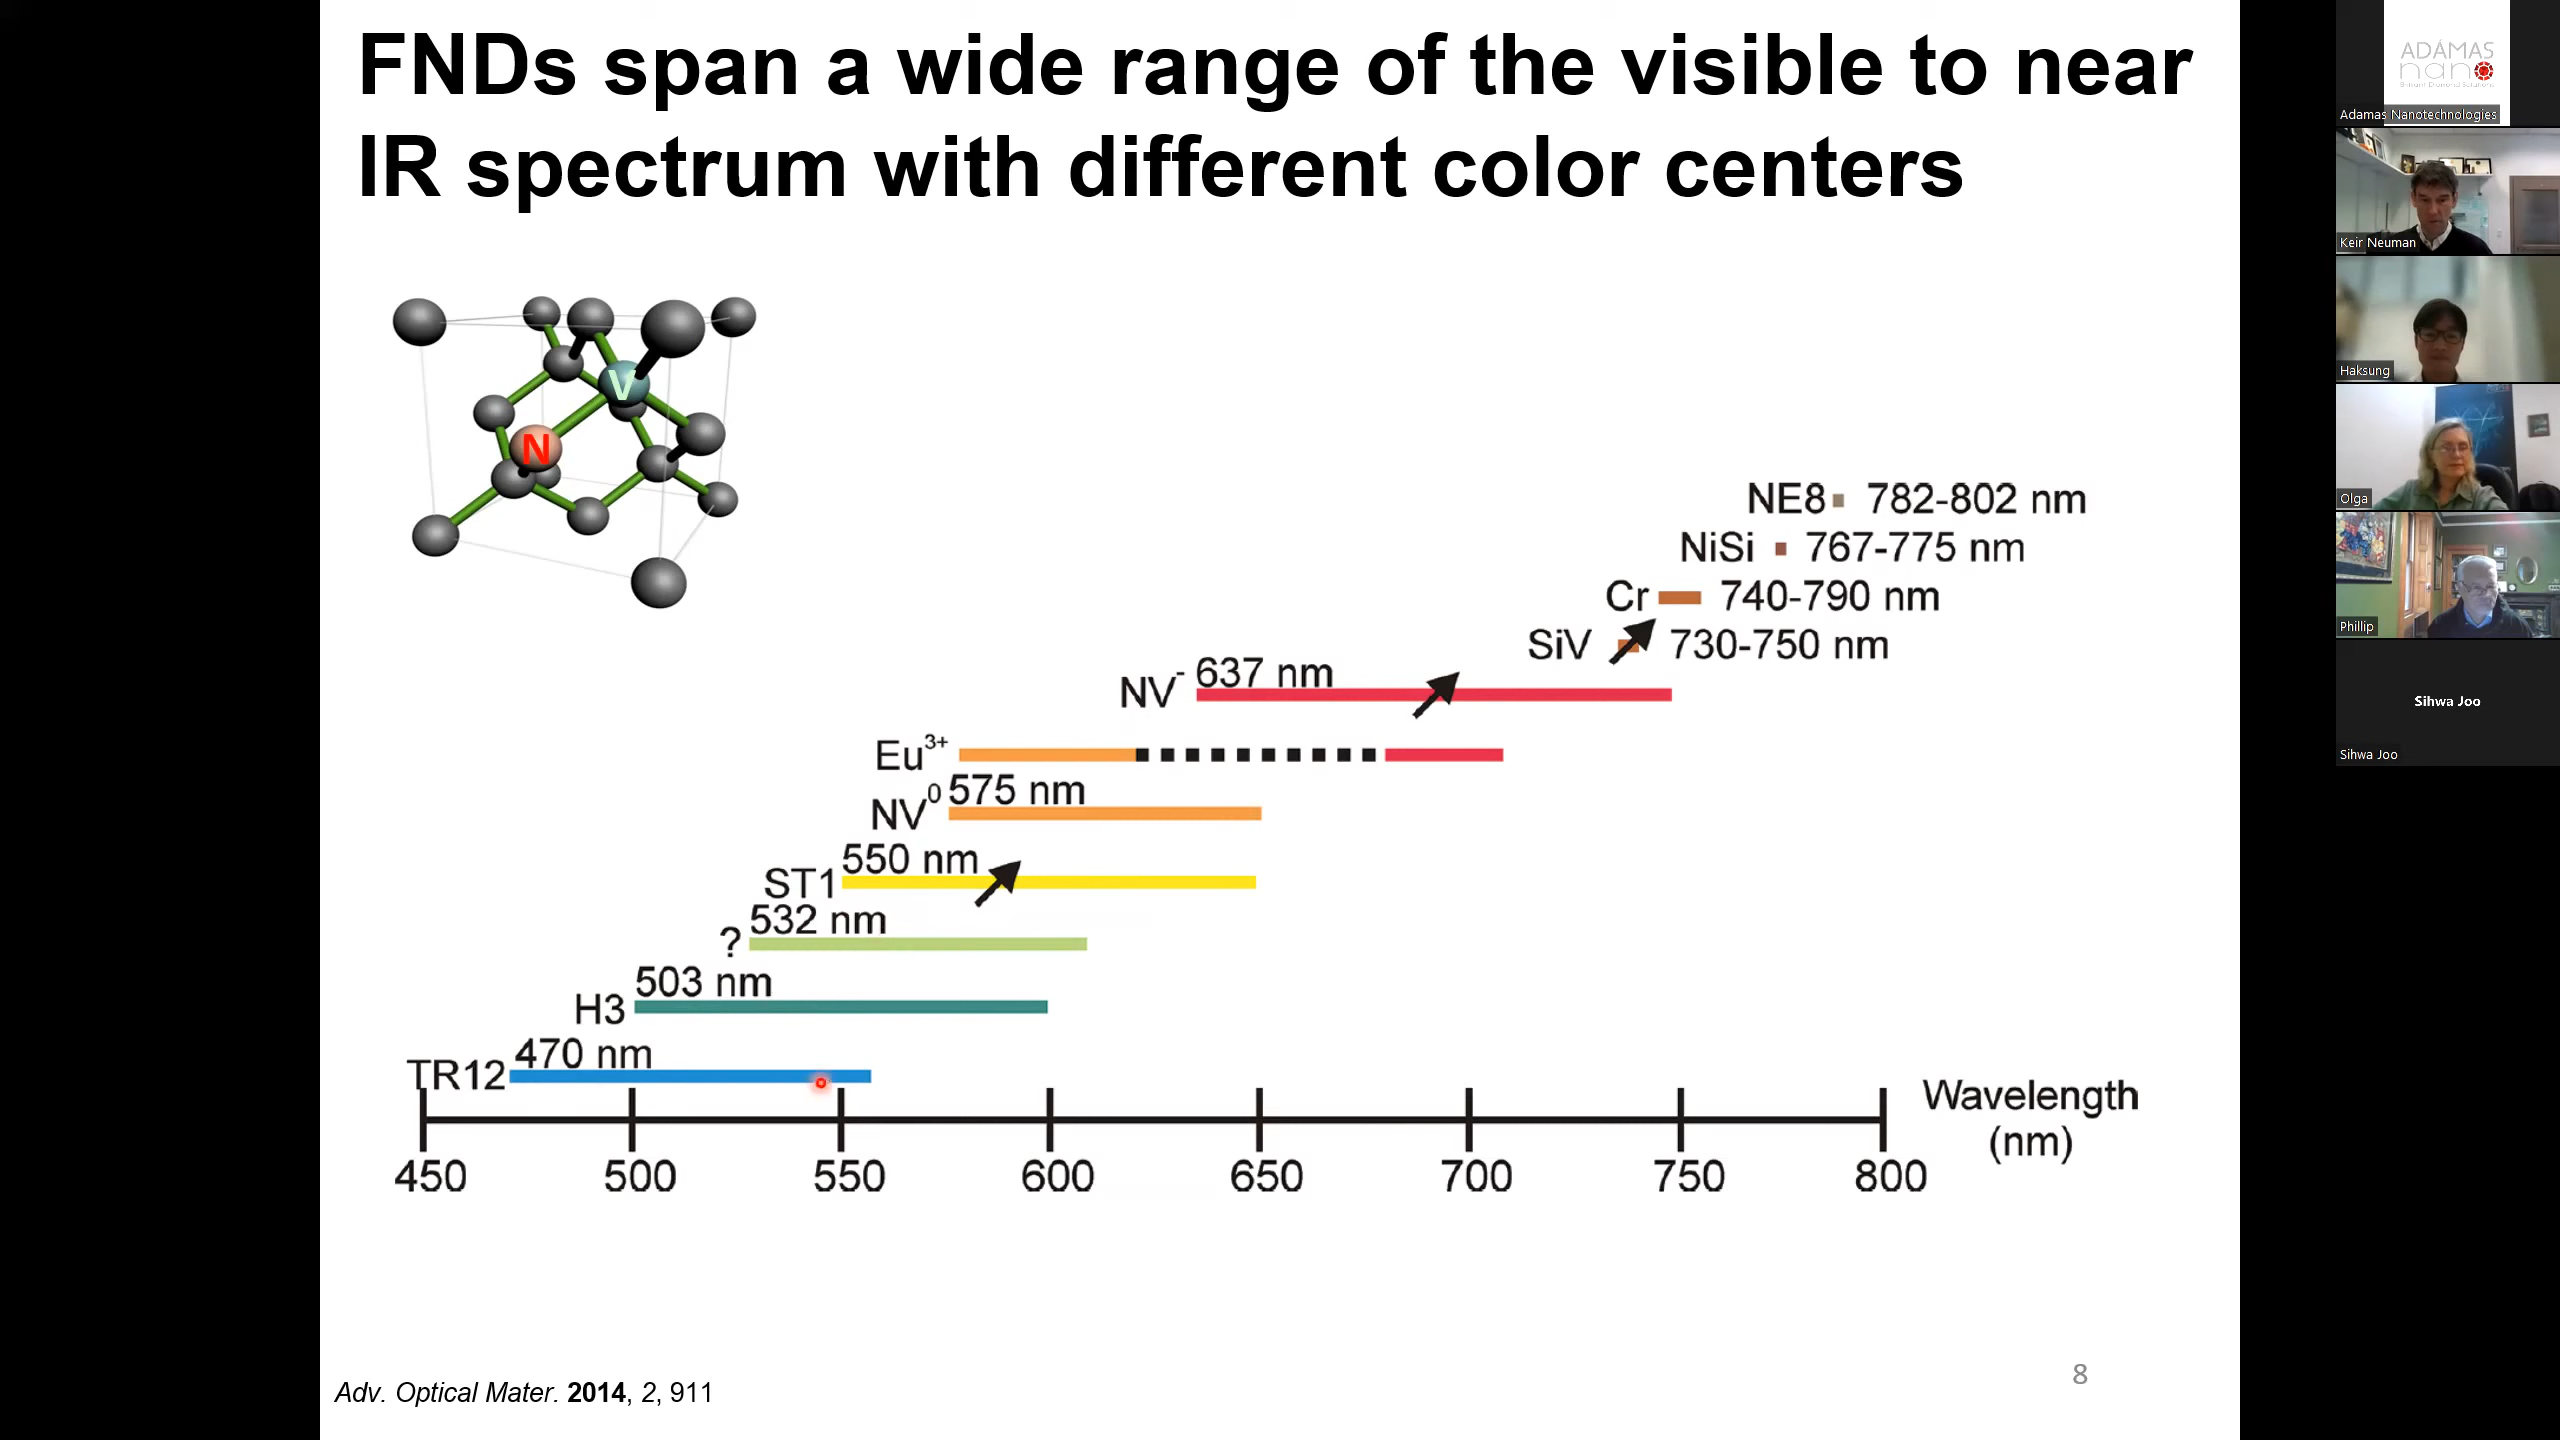 FNDs span a wide range of the visible to near
IR spectrum with different color centers
V
N
NE8 782-802 nm
NiSi 767-775 nm
Cr 740-790 nm
SiV 730-750 nm
NV⁻ 637 nm
Eu³⁺
NV⁰ 575 nm
ST1 550 nm
? 532 nm
H3 503 nm
TR12 470 nm
450 500 550 600 650 700 750 800
Wavelength
(nm)
Adv. Optical Mater. 2014, 2, 911
8
ADÁMAS
nano
Adamas Nanotechnologies
Keir Neuman
Haksung
Olga
Phillip
Sihwa Joo
Sihwa Joo